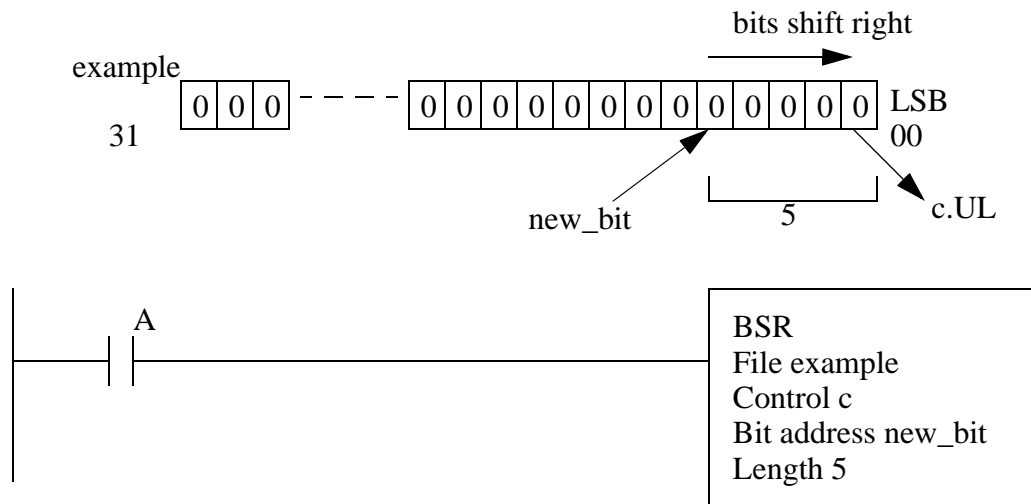 bits shift right
example
0 0 0 0 0 0 0 0 0 0 0 0 0 0 0 0
LSB
31
00
new_bit
5
c.UL
A
BSR
File example
Control c
Bit address new_bit
Length 5